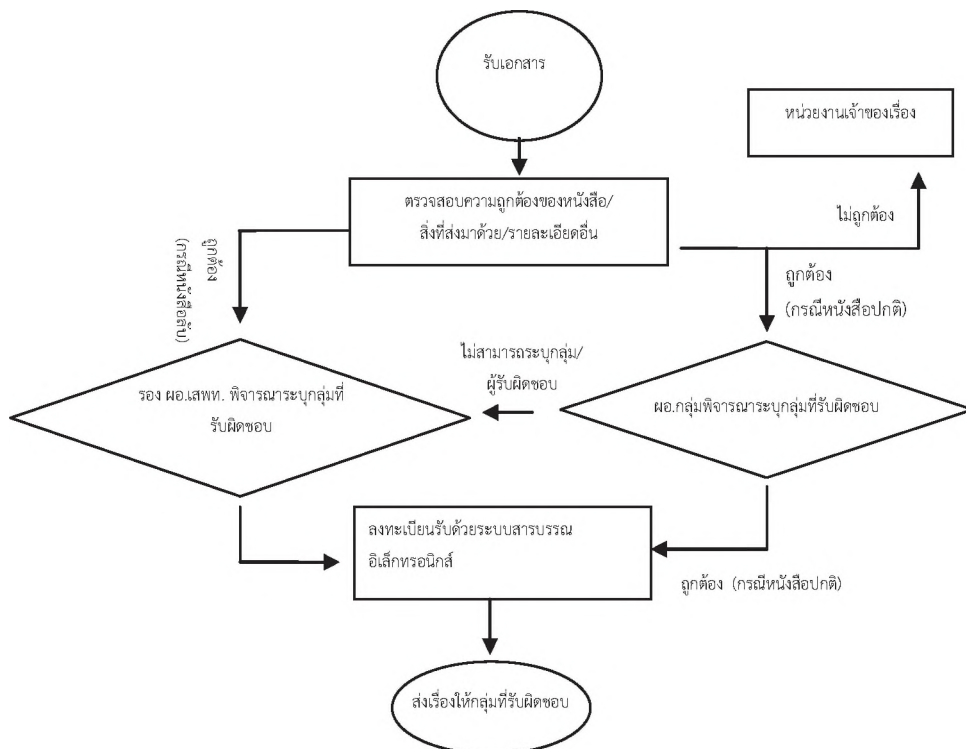 รับเอกสาร
หน่วยงานเจ้าของเรื่อง
ตรวจสอบความถูกต้องของหนังสือ/
สิ่งที่ส่งมาด้วย/รายละเอียดอื่น
ไม่ถูกต้อง
ถูกต้อง
(กรณีหนังสือลับ)
ถูกต้อง
(กรณีหนังสือปกติ)
ไม่สามารถระบุกลุ่ม/
ผู้รับผิดชอบ
รอง ผอ.เสพท. พิจารณาระบุกลุ่มที่
รับผิดชอบ
ผอ.กลุ่มพิจารณาระบุกลุ่มที่รับผิดชอบ
ลงทะเบียนรับด้วยระบบสารบรรณ
อิเล็กทรอนิกส์
ถูกต้อง (กรณีหนังสือปกติ)
ส่งเรื่องให้กลุ่มที่รับผิดชอบ